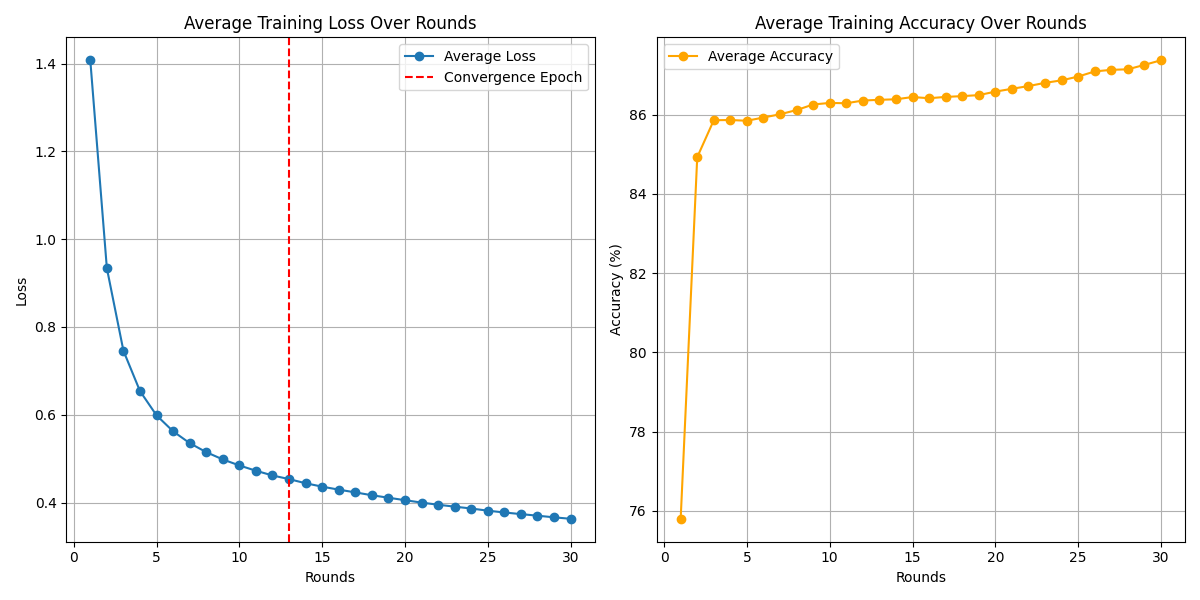 Average Training Loss Over Rounds
Average Loss
Convergence Epoch
1.4
1.2
1.0
0.8
0.6
0.4
Loss
0 5 10 15 20 25 30
Rounds
Average Training Accuracy Over Rounds
Average Accuracy
86
84
82
80
78
76
Accuracy (%)
0 5 10 15 20 25 30
Rounds